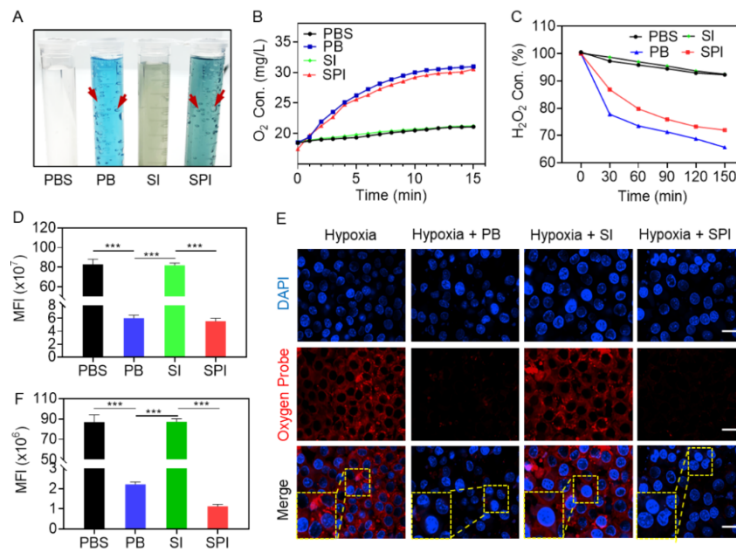 A
PBS PB SI SPI
B
O₂ Con. (mg/L)
35
30
25
20
0 5 10 15
Time (min)
PBS
PB
SI
SPI
C
H₂O₂ Con. (%)
110
100
90
80
70
60
0 30 60 90 120 150
Time (min)
PBS SI
PB SPI
D
MFI (x10⁷)
100
80
60
8
6
4
2
0
*** *** ***
PBS PB SI SPI
E
Hypoxia Hypoxia + PB Hypoxia + SI Hypoxia + SPI
DAPI
Oxygen Probe
Merge
F
MFI (x10⁶)
110
90
70
3
2
1
0
*** *** ***
PBS PB SI SPI